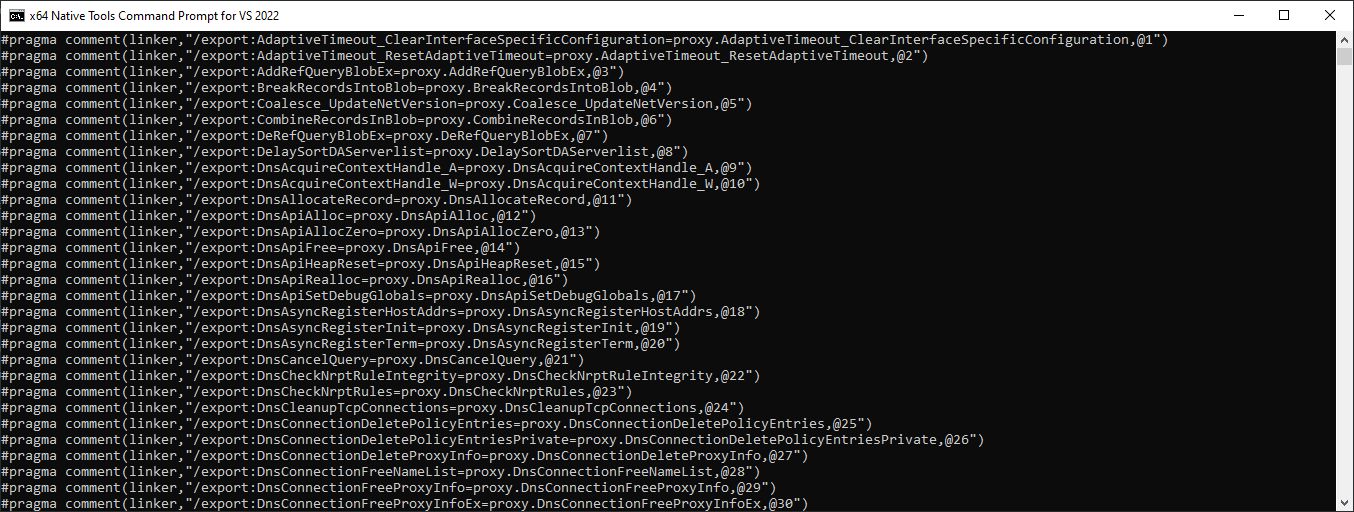 x64 Native Tools Command Prompt for VS 2022
#pragma comment(linker,"/export:AdaptiveTimeout_ClearInterfaceSpecificConfiguration=proxy.AdaptiveTimeout_ClearInterfaceSpecificConfiguration,@1")
#pragma comment(linker,"/export:AdaptiveTimeout_ResetAdaptiveTimeout=proxy.AdaptiveTimeout_ResetAdaptiveTimeout,@2")
#pragma comment(linker,"/export:AddRefQueryBlobEx=proxy.AddRefQueryBlobEx,@3")
#pragma comment(linker,"/export:BreakRecordsIntoBlob=proxy.BreakRecordsIntoBlob,@4")
#pragma comment(linker,"/export:Coalesce_UpdateNetVersion=proxy.Coalesce_UpdateNetVersion,@5")
#pragma comment(linker,"/export:CombineRecordsInBlob=proxy.CombineRecordsInBlob,@6")
#pragma comment(linker,"/export:DeRefQueryBlobEx=proxy.DeRefQueryBlobEx,@7")
#pragma comment(linker,"/export:DelaySortDAServerlist=proxy.DelaySortDAServerlist,@8")
#pragma comment(linker,"/export:DnsAcquireContextHandle_A=proxy.DnsAcquireContextHandle_A,@9")
#pragma comment(linker,"/export:DnsAcquireContextHandle_W=proxy.DnsAcquireContextHandle_W,@10")
#pragma comment(linker,"/export:DnsAllocateRecord=proxy.DnsAllocateRecord,@11")
#pragma comment(linker,"/export:DnsApiAlloc=proxy.DnsApiAlloc,@12")
#pragma comment(linker,"/export:DnsApiAllocZero=proxy.DnsApiAllocZero,@13")
#pragma comment(linker,"/export:DnsApiFree=proxy.DnsApiFree,@14")
#pragma comment(linker,"/export:DnsApiHeapReset=proxy.DnsApiHeapReset,@15")
#pragma comment(linker,"/export:DnsApiRealloc=proxy.DnsApiRealloc,@16")
#pragma comment(linker,"/export:DnsApiSetDebugGlobals=proxy.DnsApiSetDebugGlobals,@17")
#pragma comment(linker,"/export:DnsAsyncRegisterHostAddrs=proxy.DnsAsyncRegisterHostAddrs,@18")
#pragma comment(linker,"/export:DnsAsyncRegisterInit=proxy.DnsAsyncRegisterInit,@19")
#pragma comment(linker,"/export:DnsAsyncRegisterTerm=proxy.DnsAsyncRegisterTerm,@20")
#pragma comment(linker,"/export:DnsCancelQuery=proxy.DnsCancelQuery,@21")
#pragma comment(linker,"/export:DnsCheckNrptRuleIntegrity=proxy.DnsCheckNrptRuleIntegrity,@22")
#pragma comment(linker,"/export:DnsCheckNrptRules=proxy.DnsCheckNrptRules,@23")
#pragma comment(linker,"/export:DnsCleanupTcpConnections=proxy.DnsCleanupTcpConnections,@24")
#pragma comment(linker,"/export:DnsConnectionDeletePolicyEntries=proxy.DnsConnectionDeletePolicyEntries,@25")
#pragma comment(linker,"/export:DnsConnectionDeletePolicyEntriesPrivate=proxy.DnsConnectionDeletePolicyEntriesPrivate,@26")
#pragma comment(linker,"/export:DnsConnectionDeleteProxyInfo=proxy.DnsConnectionDeleteProxyInfo,@27")
#pragma comment(linker,"/export:DnsConnectionFreeNameList=proxy.DnsConnectionFreeNameList,@28")
#pragma comment(linker,"/export:DnsConnectionFreeProxyInfo=proxy.DnsConnectionFreeProxyInfo,@29")
#pragma comment(linker,"/export:DnsConnectionFreeProxyInfoEx=proxy.DnsConnectionFreeProxyInfoEx,@30")